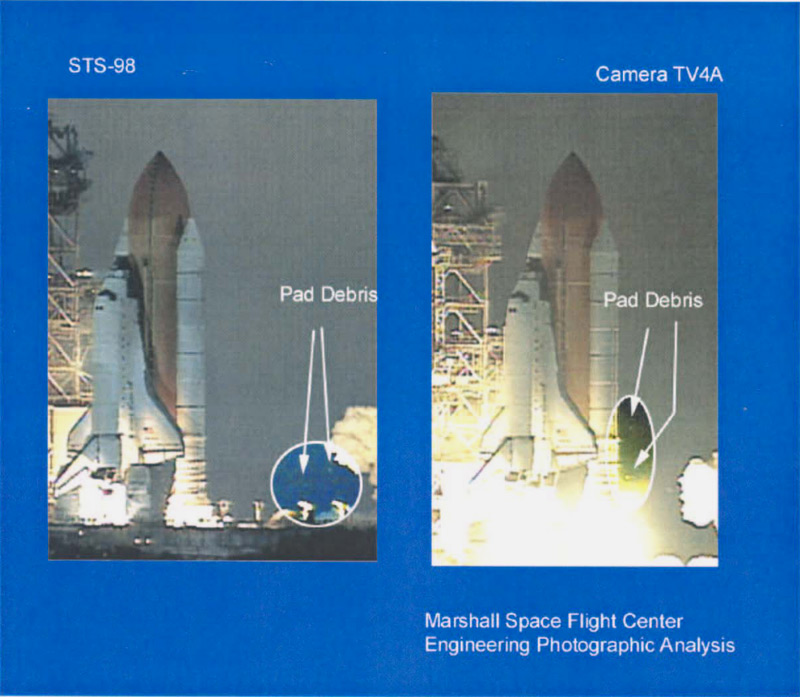 STS-98
Camera TV4A
Pad Debris
Pad Debris
Marshall Space Flight Center
Engineering Photographic Analysis